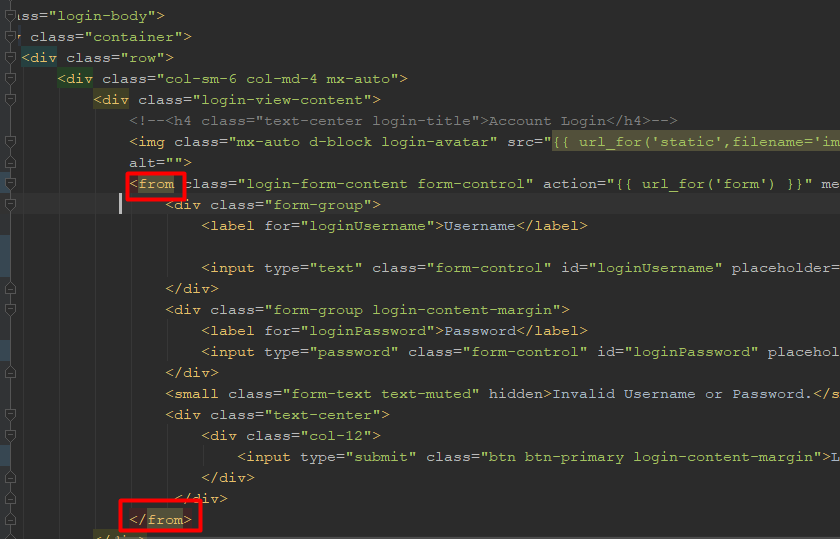 ass="login-body">
class="container">
<div class="row">
<div class="col-sm-6 col-md-4 mx-auto">
<div class="login-view-content">
<!--<h4 class="text-center login-title">Account Login</h4>-->
<img class="mx-auto d-block login-avatar" src="{{ url_for('static',filename='im
alt="">
<from class="login-form-content form-control" action="{{ url_for('form') }}" me
<div class="form-group">
<label for="loginUsername">Username</label>
<input type="text" class="form-control" id="loginUsername" placeholder=
</div>
<div class="form-group login-content-margin">
<label for="loginPassword">Password</label>
<input type="password" class="form-control" id="loginPassword" placehol
</div>
<small class="form-text text-muted" hidden>Invalid Username or Password.</s
<div class="text-center">
<div class="col-12">
<input type="submit" class="btn btn-primary login-content-margin">L
</div>
</div>
</from>
</div>